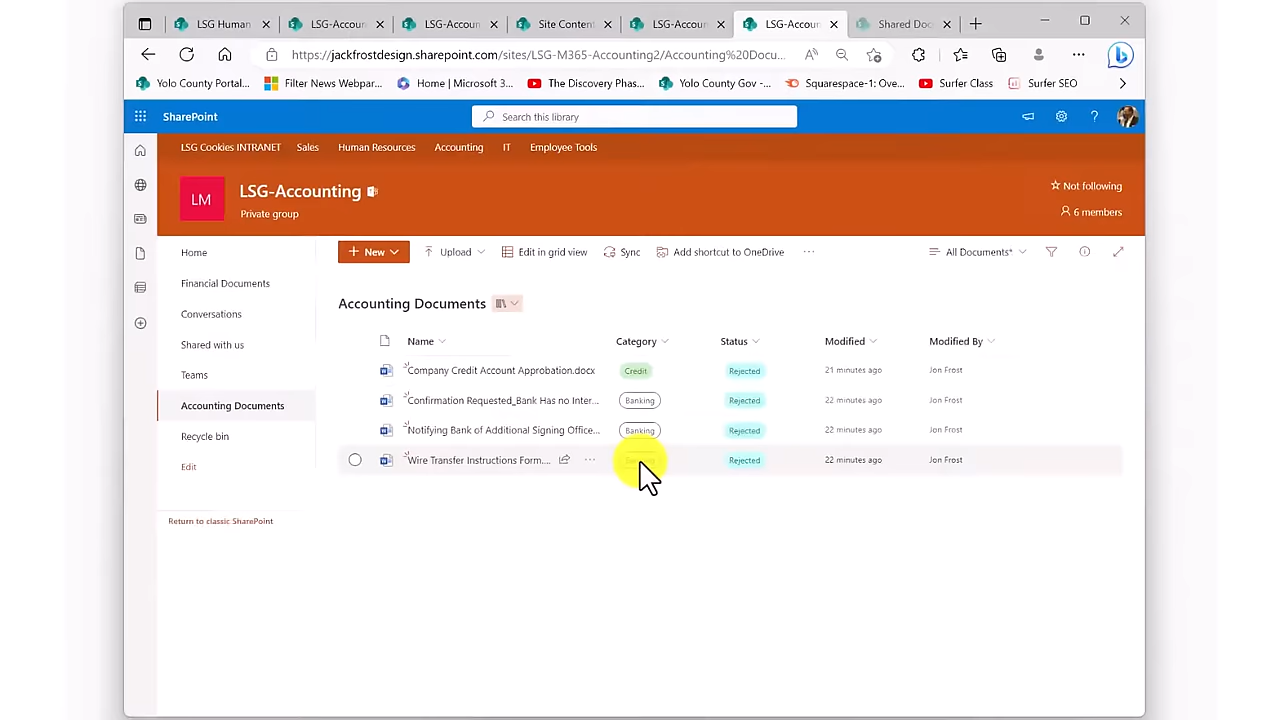 LSG Human
LSG-Accoun
LSG-Accoun
Site Content
LSG-Accoun
LSG-Accou
Shared Doc
https://jackfrostdesign.sharepoint.com/sites/LSG-M365-Accounting2/Accounting%20Docu...
Yolo County Portal...
Filter News Webpar...
Home | Microsoft 3...
The Discovery Phas...
Yolo County Gov -...
Squarespace-1: Ove...
Surfer Class
Surfer SEO
SharePoint
Search this library
LSG Cookies INTRANET
Sales
Human Resources
Accounting
IT
Employee Tools
LM
LSG-Accounting
Private group
Not following
6 members
Home
Financial Documents
Conversations
Shared with us
Teams
Accounting Documents
Recycle bin
Edit
Return to classic SharePoint
New
Upload
Edit in grid view
Sync
Add shortcut to OneDrive
...
All Documents*
Accounting Documents
Name Category Status Modified Modified By
Company Credit Account Approbation.docx Credit Rejected 21 minutes ago Jon Frost
Confirmation Requested_Bank Has no Inter... Banking Rejected 22 minutes ago Jon Frost
Notifying Bank of Additional Signing Office... Banking Rejected 22 minutes ago Jon Frost
Wire Transfer Instructions Form.... Rejected 22 minutes ago Jon Frost